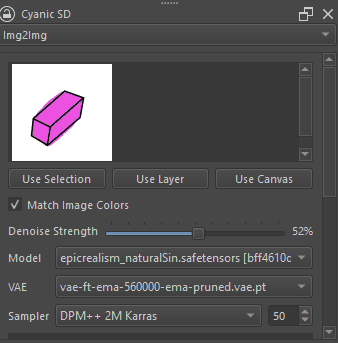 Cyanic SD
Img2Img
Use Selection Use Layer Use Canvas
Match Image Colors
Denoise Strength 52%
Model epicrealism_naturalSin.safetensors [bff4610c
VAE vae-ft-ema-560000-ema-pruned.vae.pt
Sampler DPM++ 2M Karras 50